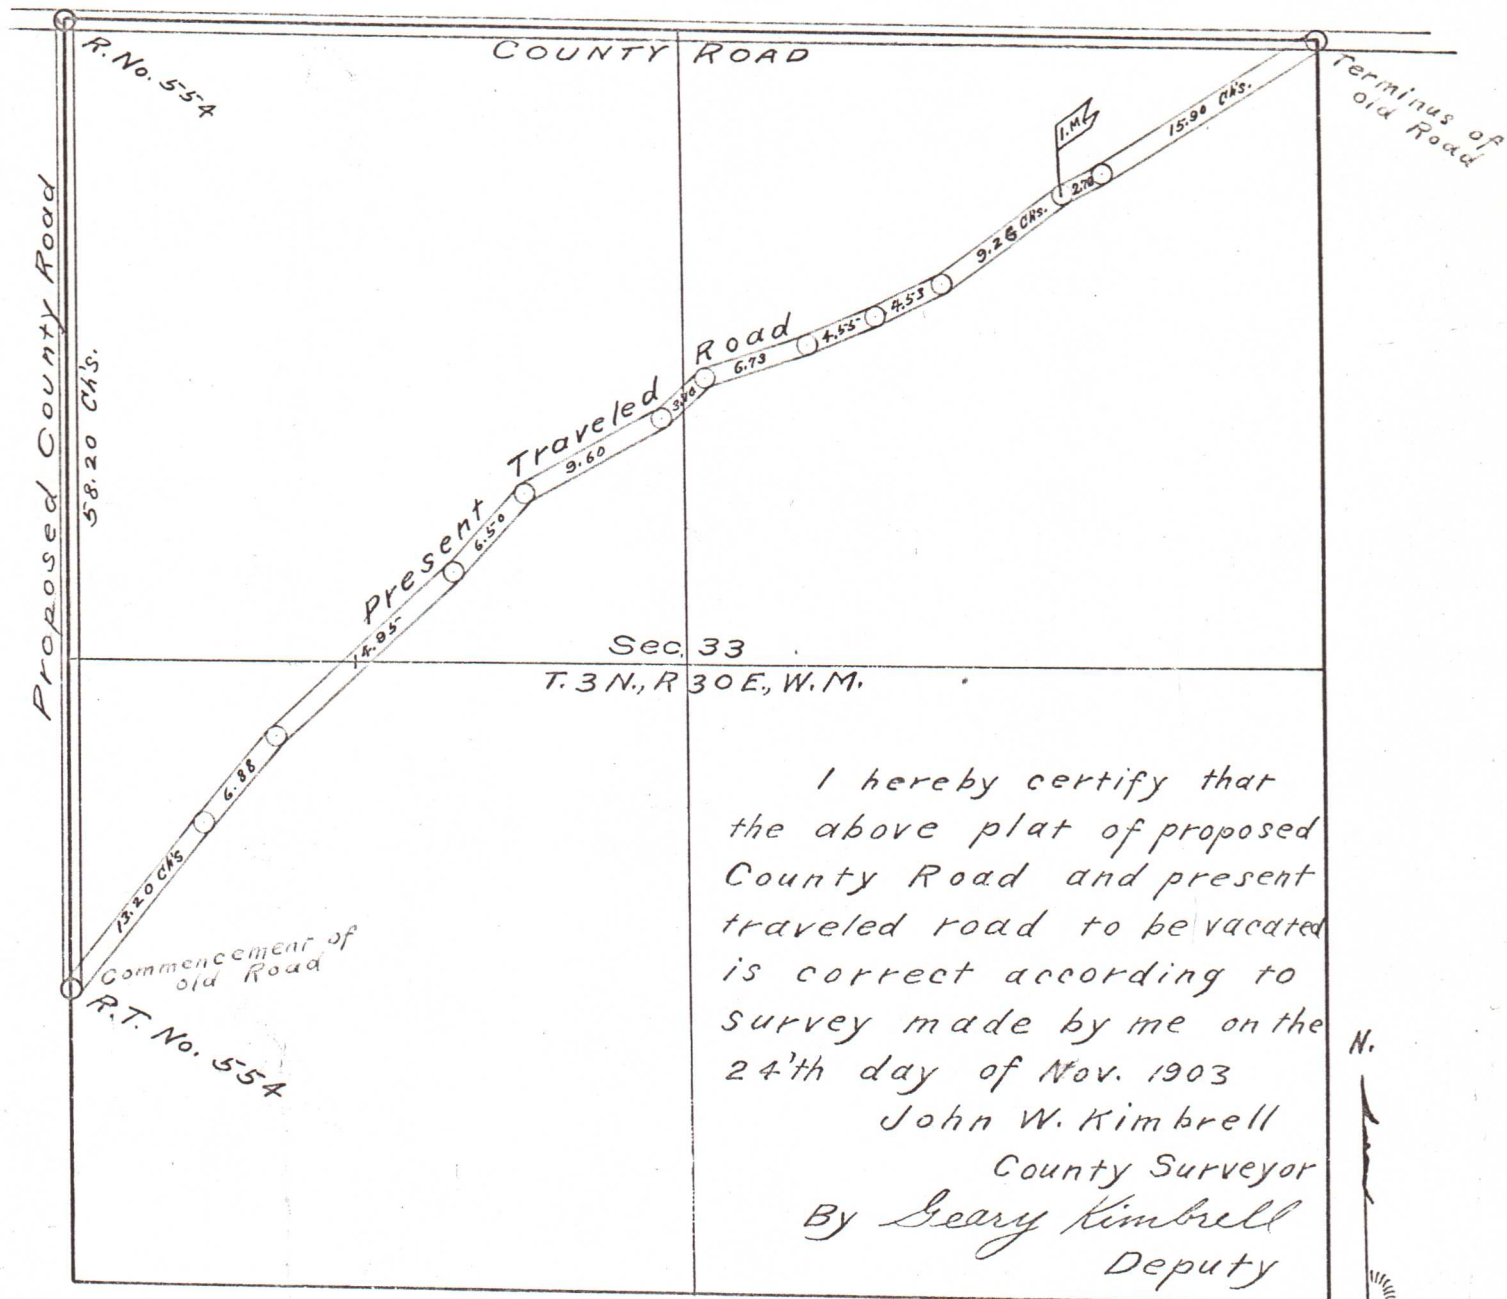 COUNTY ROAD
R. No. 554
Terminus of
old Road
1.M
15.90 Ch's.
2.70
9.26 Chs.
4.53
4.55
6.73
Present Traveled Road
9.60
6.50
14.85
6.88
13.20 Ch's
Proposed County Road
58.20 Ch's.
Sec. 33
T. 3 N., R 30 E., W.M.
Commencement of
old Road
R.T. No. 554
I hereby certify that
the above plat of proposed
County Road and present
traveled road to be vacated
is correct according to
survey made by me on the
24'th day of Nov. 1903
John W. Kimbrell
County Surveyor
By Geary Kimbrell
Deputy
N.